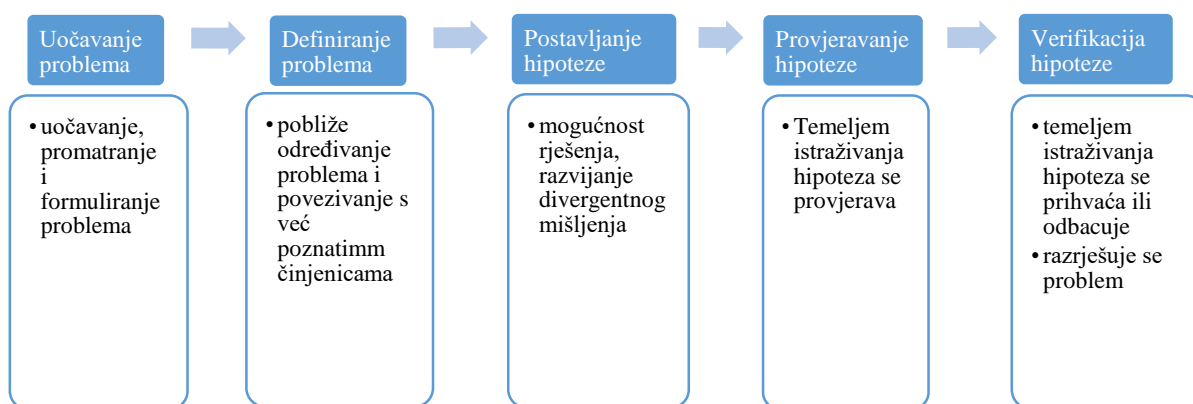 Uočavanje
problema
Definiranje
problema
Postavljanje
hipoteze
Provjeravanje
hipoteze
Verifikacija
hipoteze
• uočavanje,
promatranje
i
formuliranje
problema
• pobliže
određivanje
problema i
povezivanje s
već
poznatimm
činjenicama
• mogućnost
rješenja,
razvijanje
divergentnog
mišljenja
• Temeljem
istraživanja
hipoteza se
provjerava
• temeljem
istraživanja
hipoteza se
prihvaća ili
odbacuje
• razrješuje se
problem